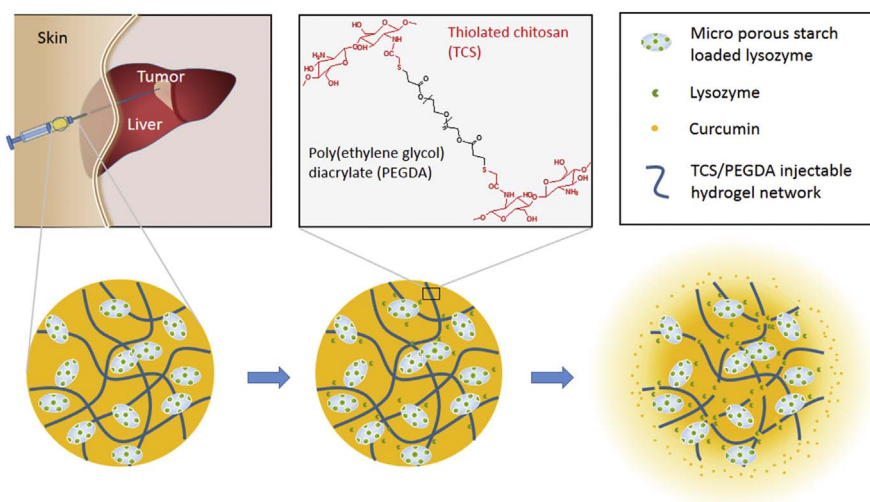 Skin
Tumor
Liver
Thiolated chitosan
(TCS)
Poly(ethylene glycol)
diacrylate (PEGDA)
Micro porous starch
loaded lysozyme
Lysozyme
Curcumin
TCS/PEGDA injectable
hydrogel network